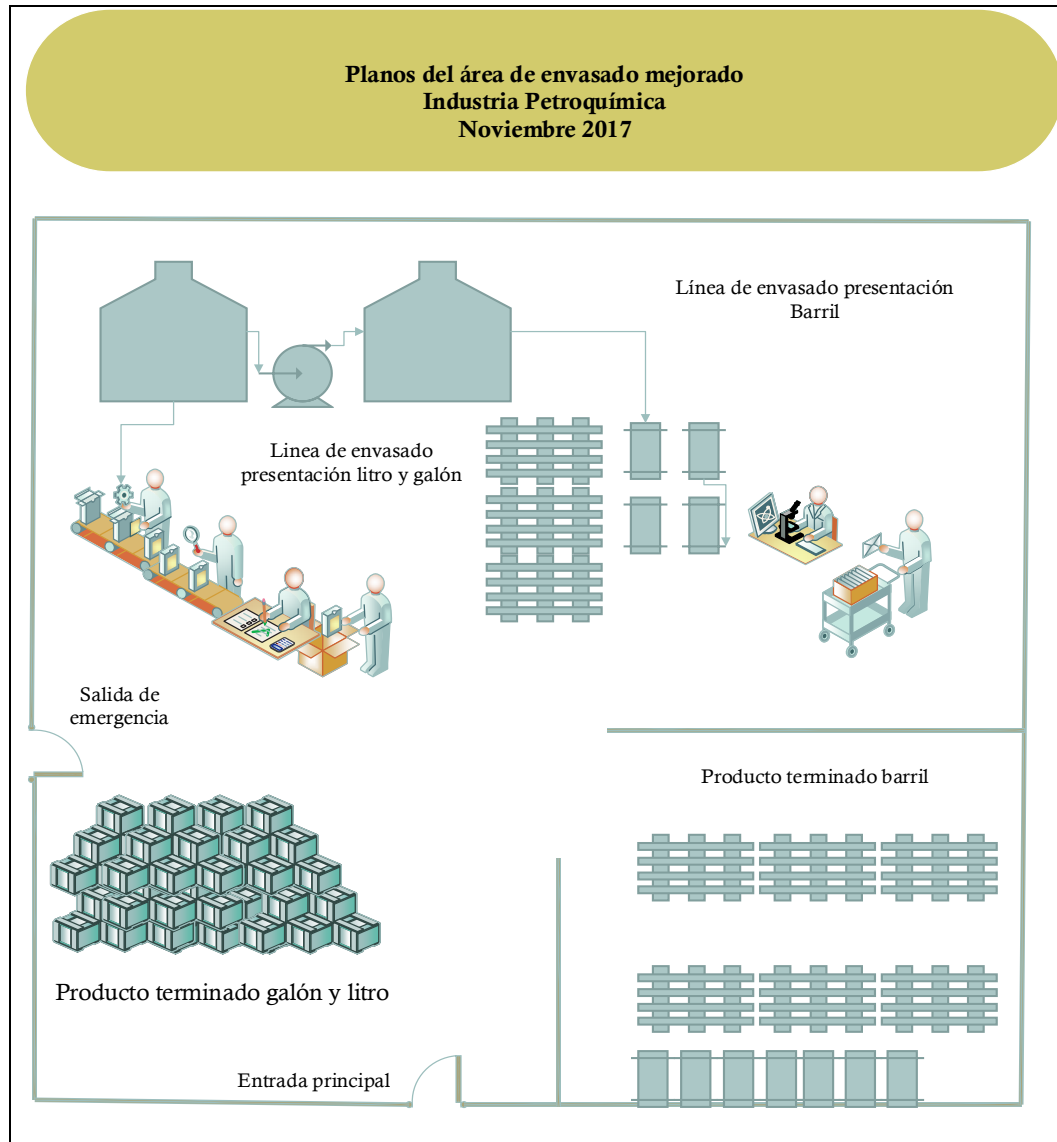 Planos del área de envasado mejorado
Industria Petroquímica
Noviembre 2017
Línea de envasado presentación
Barril
Linea de envasado
presentación litro y galón
Salida de
emergencia
Producto terminado barril
Producto terminado galón y litro
Entrada principal